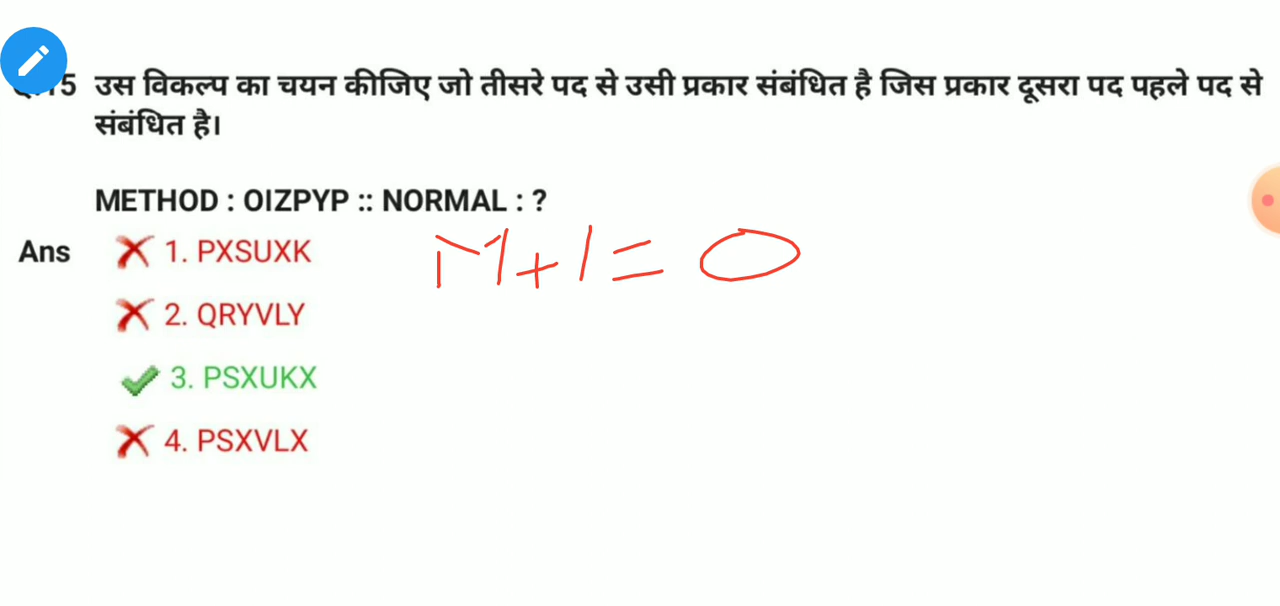 15 उस विकल्प का चयन कीजिए जो तीसरे पद से उसी प्रकार संबंधित है जिस प्रकार दूसरा पद पहले पद से
संबंधित है।
METHOD : OIZPYP :: NORMAL : ?
Ans 1. PXSUXK
M+1=O
2. QRYVLY
3. PSXUKX
4. PSXVLX